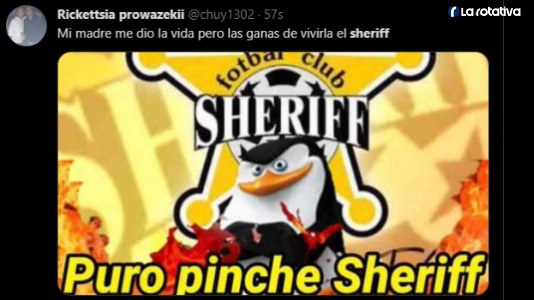 La rotativa
Rickettsia prowazekii @chuy1302 · 57s
Mi madre me dio la vida pero las ganas de vivirla el sheriff
fotbal club
SHERIFF
Puro pinche Sheriff